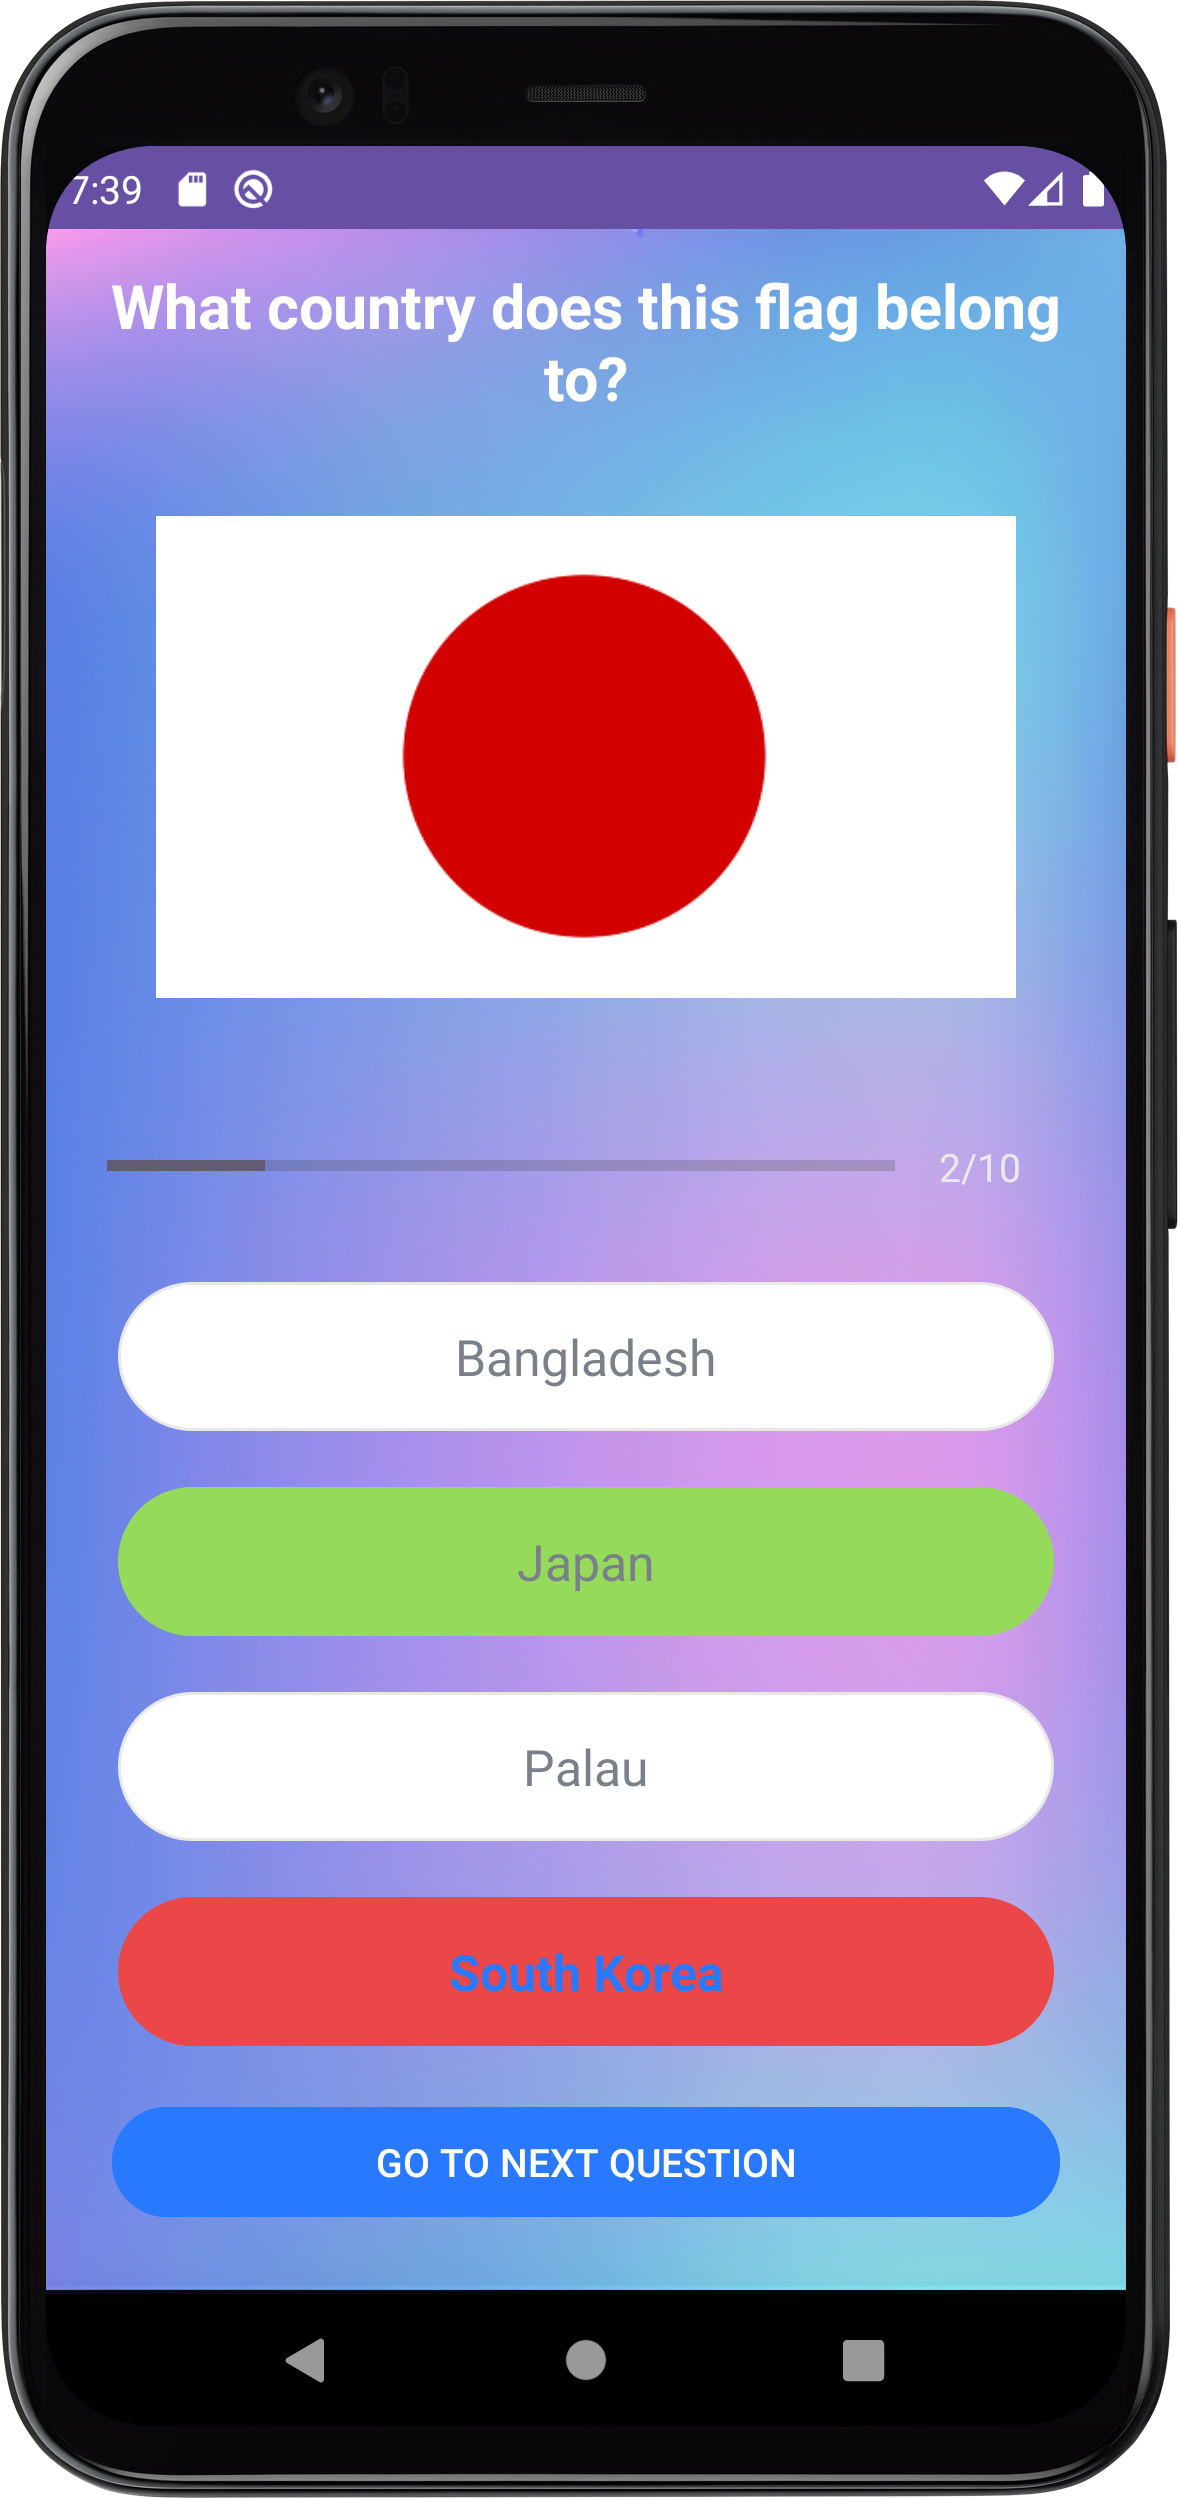 7:39
What country does this flag belong
to?
2/10
Bangladesh
Japan
Palau
South Korea
GO TO NEXT QUESTION